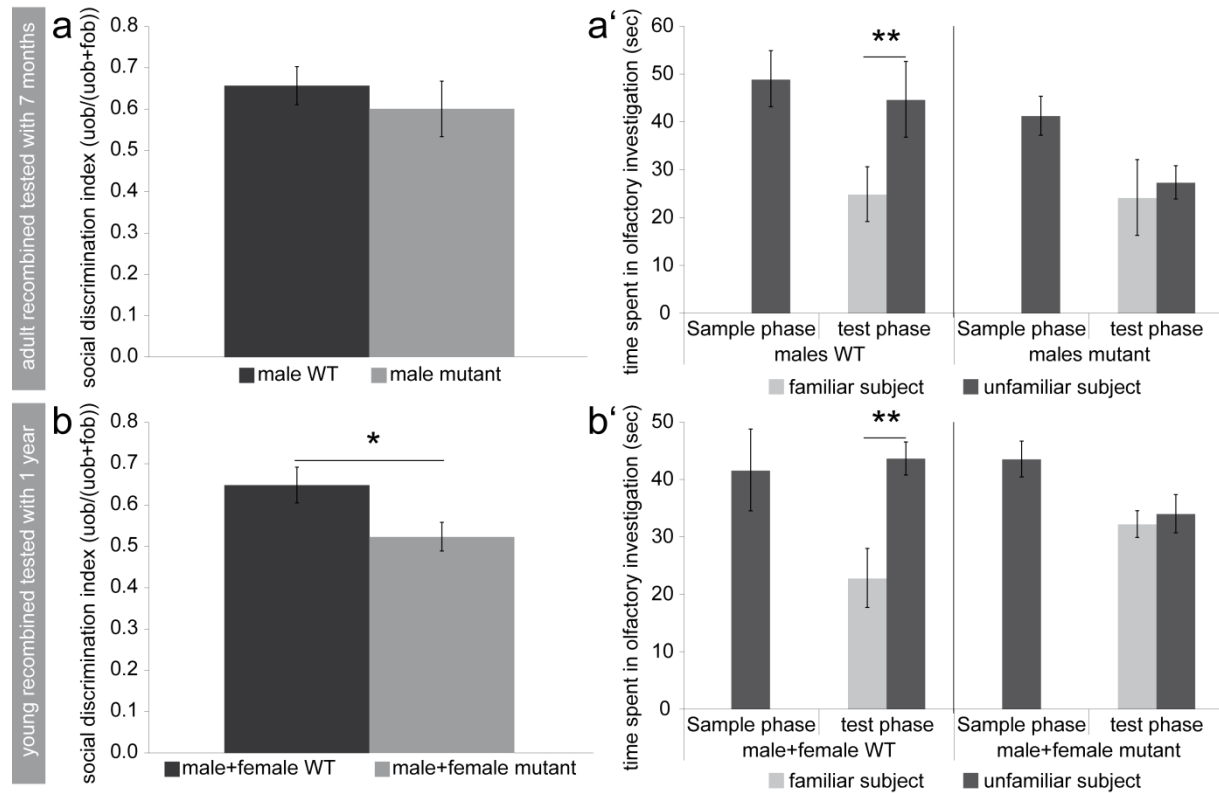 adult recombined tested with 7 months
a
social discrimination index (uob/(uob+fob))
0.8
0.7
0.6
0.5
0.4
0.3
0.2
0.1
0.0
male WT male mutant
a‘
time spent in olfactory investigation (sec)
60
50
40
30
20
10
0
**
Sample phase test phase Sample phase test phase
males WT males mutant
familiar subject unfamiliar subject
young recombined tested with 1 year
b
social discrimination index (uob/(uob+fob))
0.8
0.7
0.6
0.5
0.4
0.3
0.2
0.1
0.0
*
male+female WT male+female mutant
b‘
time spent in olfactory investigation (sec)
50
40
30
20
10
0
**
Sample phase test phase Sample phase test phase
male+female WT male+female mutant
familiar subject unfamiliar subject